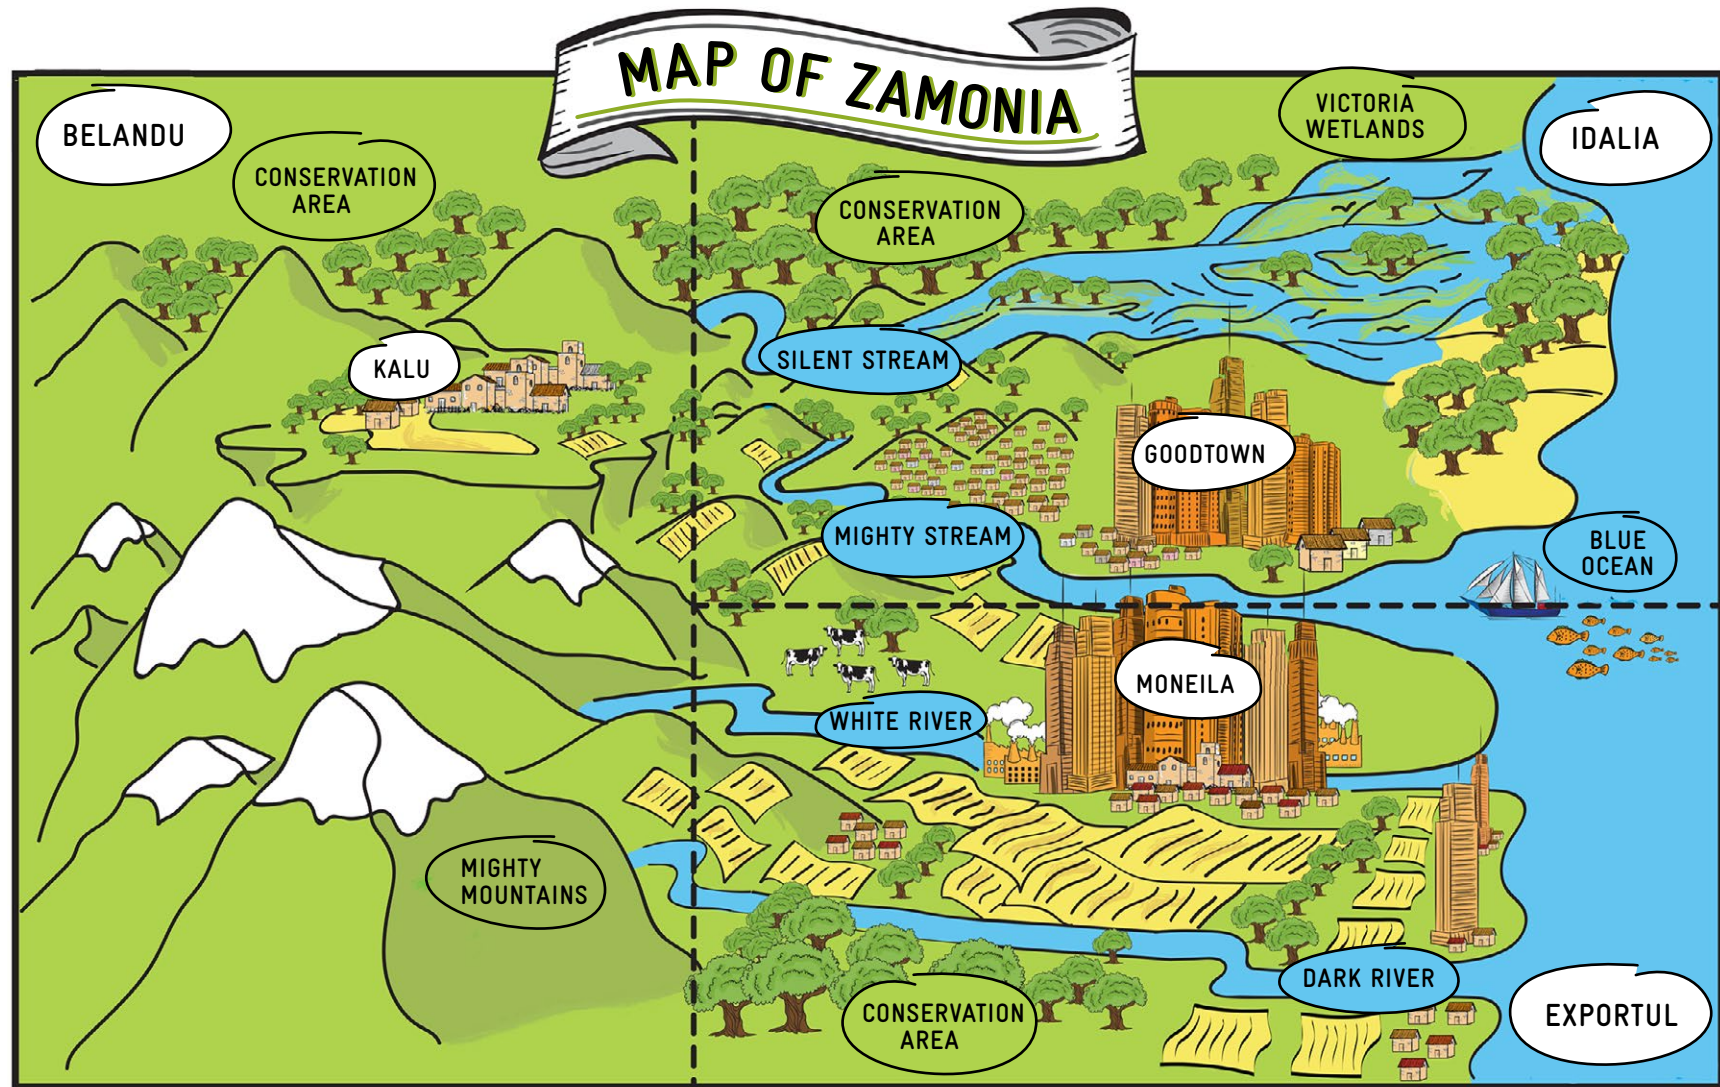 MAP OF ZAMONIA
BELANDU
CONSERVATION
AREA
CONSERVATION
AREA
VICTORIA
WETLANDS
IDALIA
KALU
SILENT STREAM
GOODTOWN
MIGHTY STREAM
BLUE
OCEAN
MONEILA
WHITE RIVER
MIGHTY
MOUNTAINS
DARK RIVER
CONSERVATION
AREA
EXPORTUL